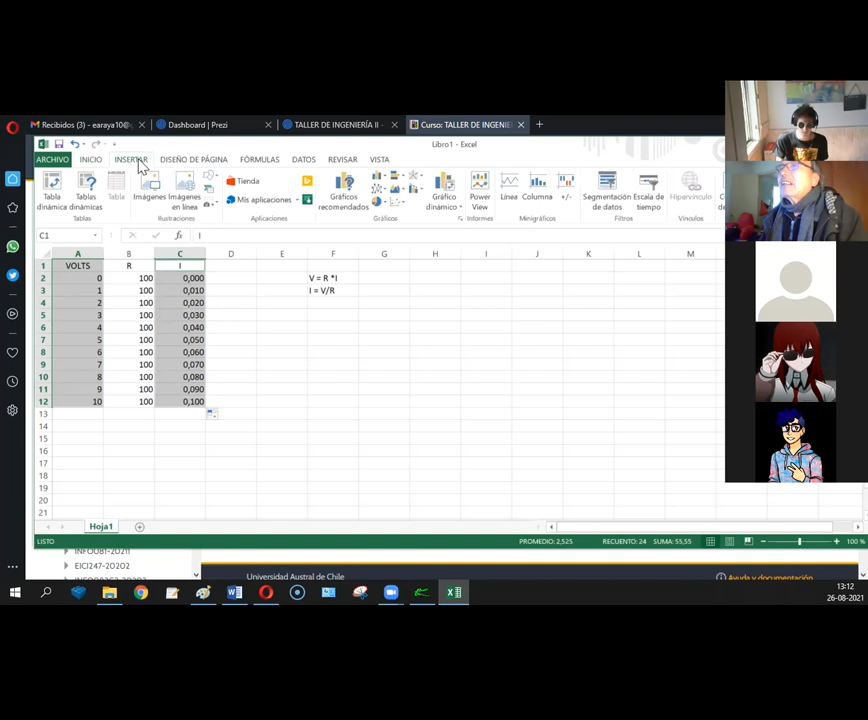 Recibidos (3) - earaya10@
Dashboard | Prezi
TALLER DE INGENIERÍA II -
Curso: TALLER DE INGENIE
Libro1 - Excel
ARCHIVO INICIO INSERTAR DISEÑO DE PÁGINA FÓRMULAS DATOS REVISAR VISTA
Tabla dinámica
Tablas dinámicas
Tabla
Tablas
Imágenes
Imágenes en línea
Ilustraciones
Tienda
Mis aplicaciones
Aplicaciones
Gráficos recomendados
Gráfico dinámico
Gráficos
Power View
Informes
Línea
Columna
+/-
Minigráficos
Segmentación de datos
Escala de tiempo
Filtros
Hipervínculo
Vínculos
C1 fx I
A B C D E F G H I J K L M
1 VOLTS R I
2 0 100 0,000 V = R *I
3 1 100 0,010 I = V/R
4 2 100 0,020
5 3 100 0,030
6 4 100 0,040
7 5 100 0,050
8 6 100 0,060
9 7 100 0,070
10 8 100 0,080
11 9 100 0,090
12 10 100 0,100
13
14
15
16
17
18
19
20
21
Hoja1
LISTO PROMEDIO: 2,525 RECUENTO: 24 SUMA: 55,55 100 %
INFO081-20211
EICI247-20202
Universidad Austral de Chile
Ayuda y documentación
13:12
26-08-2021